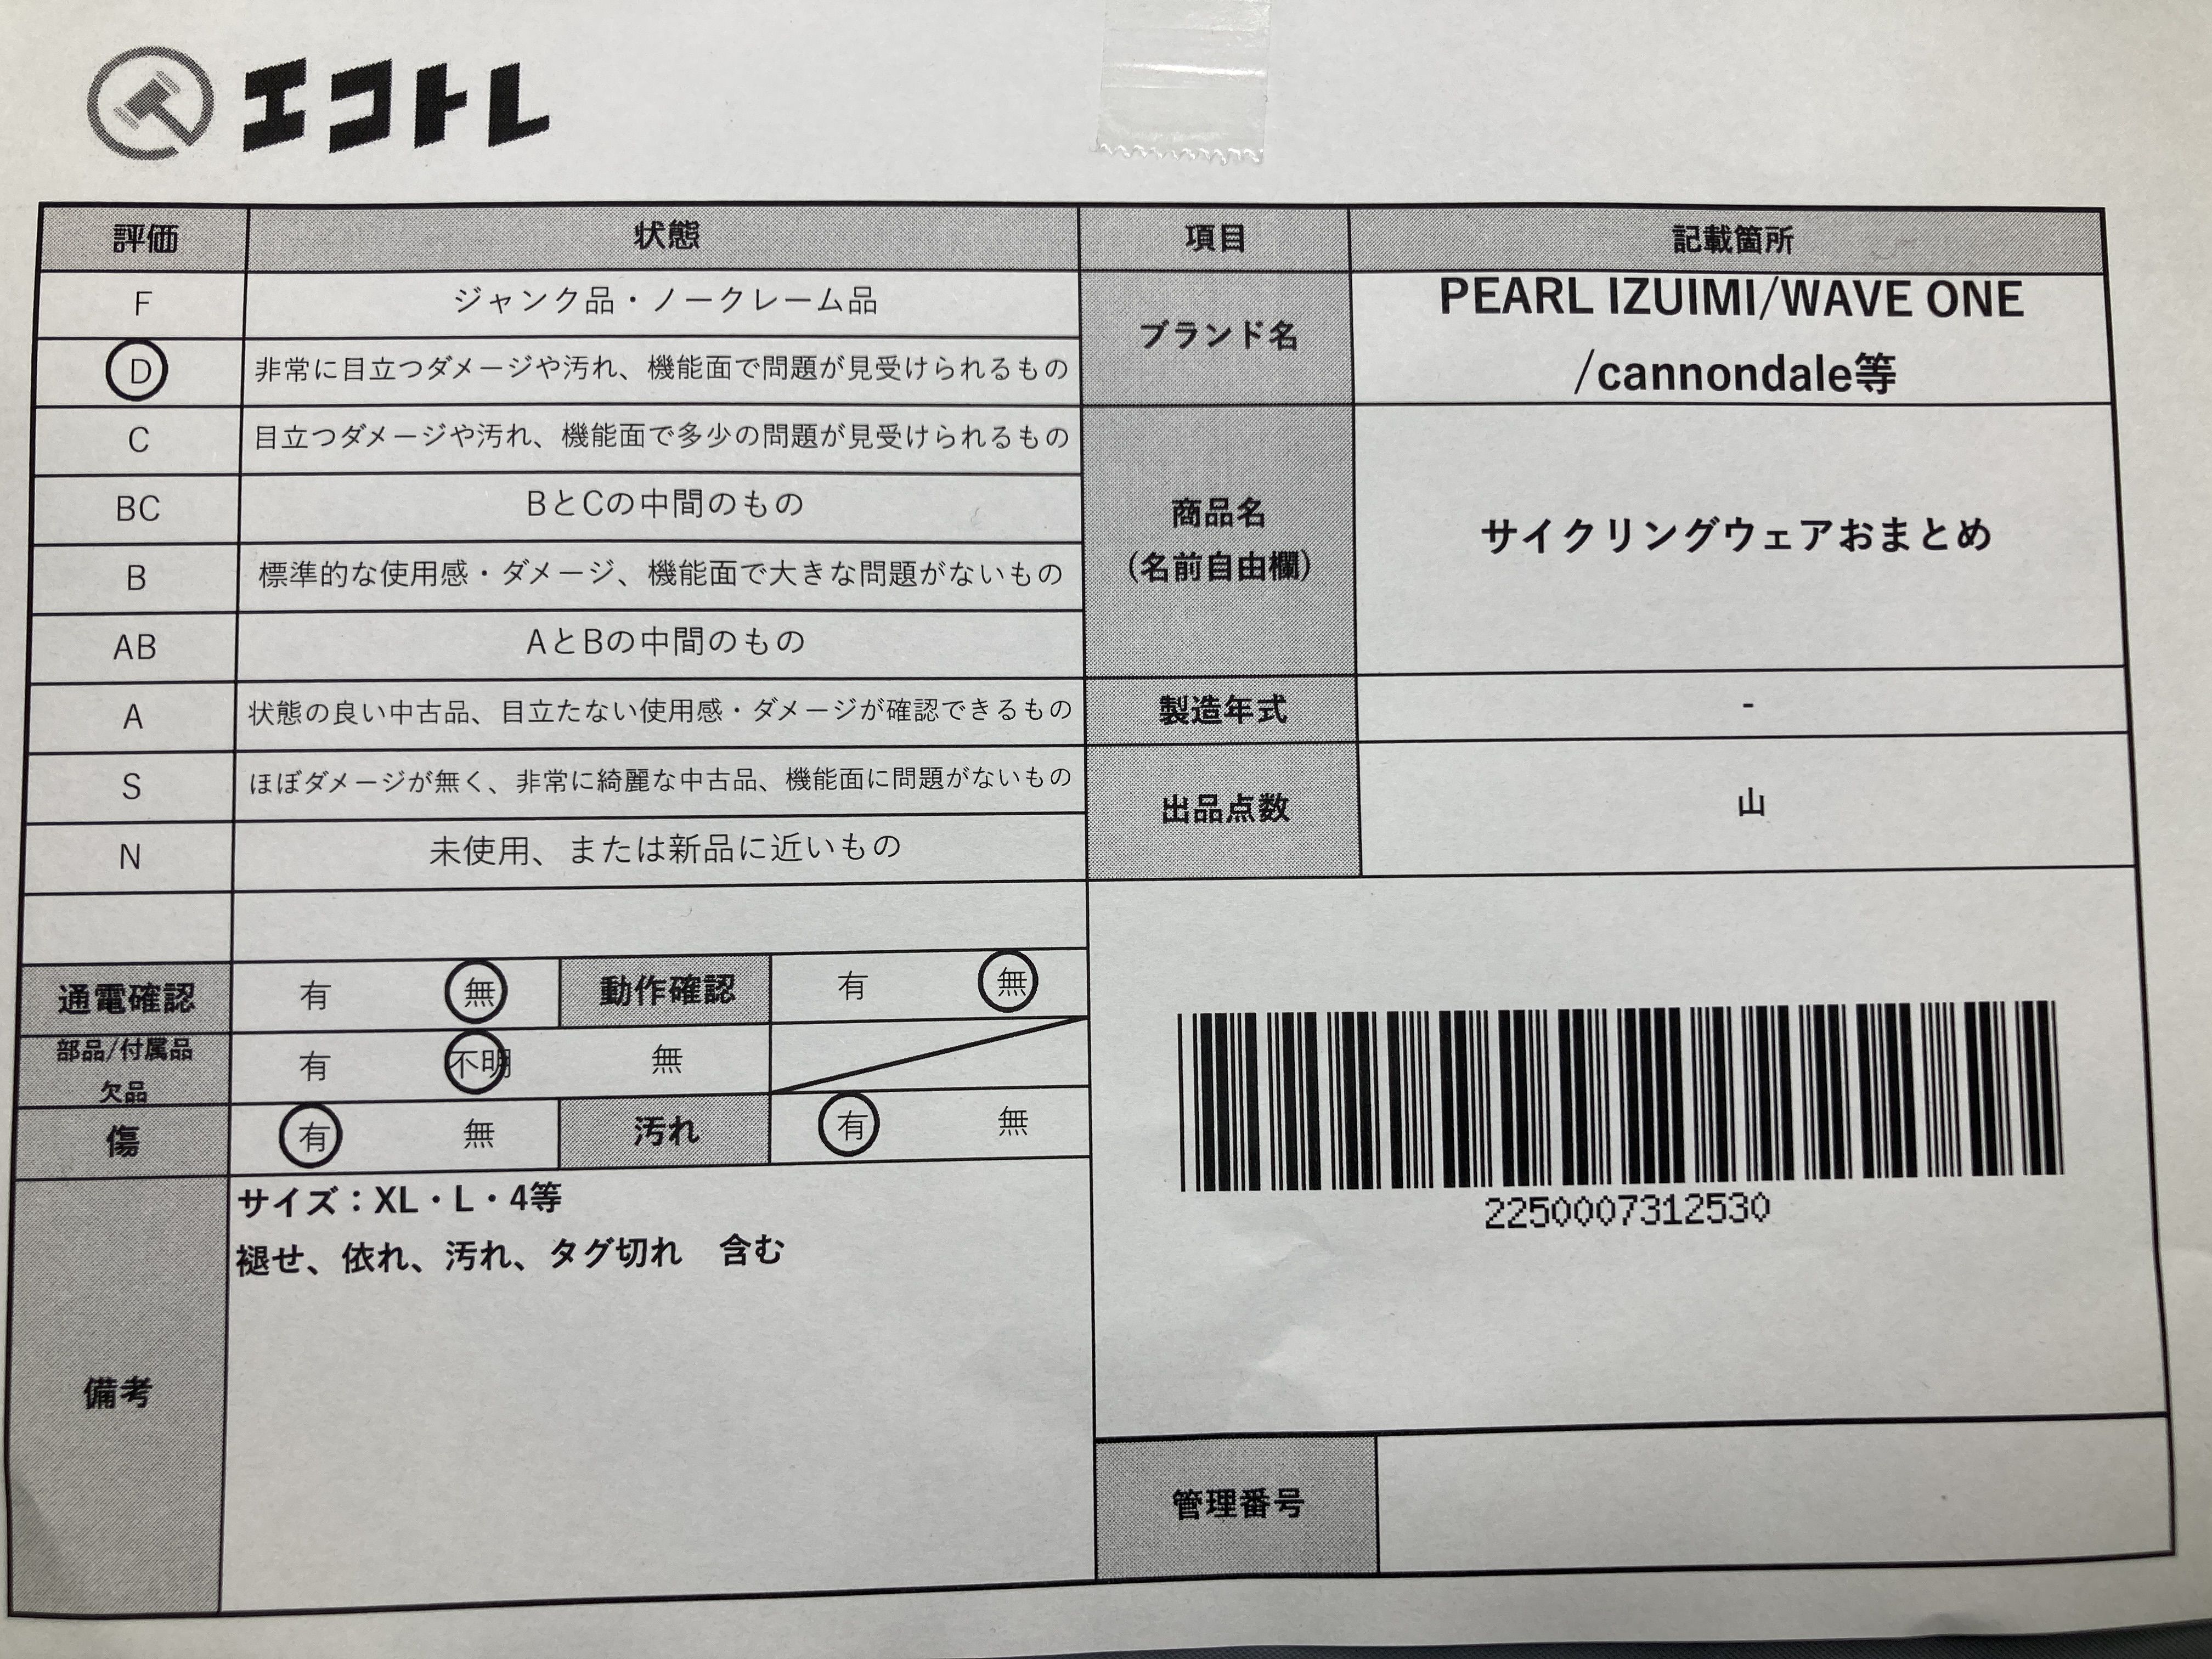 エコトレ
評価 状態 項目 記載箇所
F ジャンク品・ノークレーム品
D 非常に目立つダメージや汚れ、機能面で問題が見受けられるもの
C 目立つダメージや汚れ、機能面で多少の問題が見受けられるもの
BC BとCの中間のもの
B 標準的な使用感・ダメージ、機能面で大きな問題がないもの
AB AとBの中間のもの
A 状態の良い中古品、目立たない使用感・ダメージが確認できるもの
S ほぼダメージが無く、非常に綺麗な中古品、機能面に問題がないもの
N 未使用、または新品に近いもの
ブランド名
PEARL IZUIMI/WAVE ONE
/cannondale等
商品名
(名前自由欄)
サイクリングウェアおまとめ
製造年式 -
出品点数 山
通電確認 有 無 動作確認 有 無
部品/付属品
欠品
有 不明 無
傷 有 無 汚れ 有 無
備考
サイズ：XL・L・4等
褪せ、依れ、汚れ、タグ切れ　含む
2250007312530
管理番号